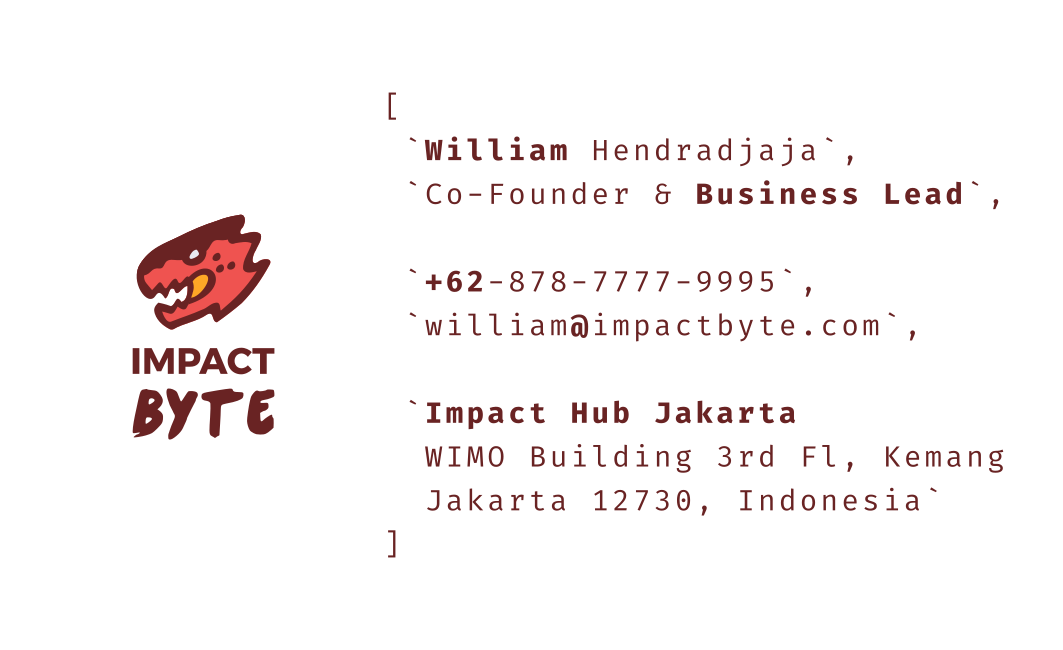 IMPACT
BYTE
[
`William Hendradjaja`,
`Co-Founder & Business Lead`,
`+62-878-7777-9995`,
`william@impactbyte.com`,
`Impact Hub Jakarta
WIMO Building 3rd Fl, Kemang
Jakarta 12730, Indonesia`
]